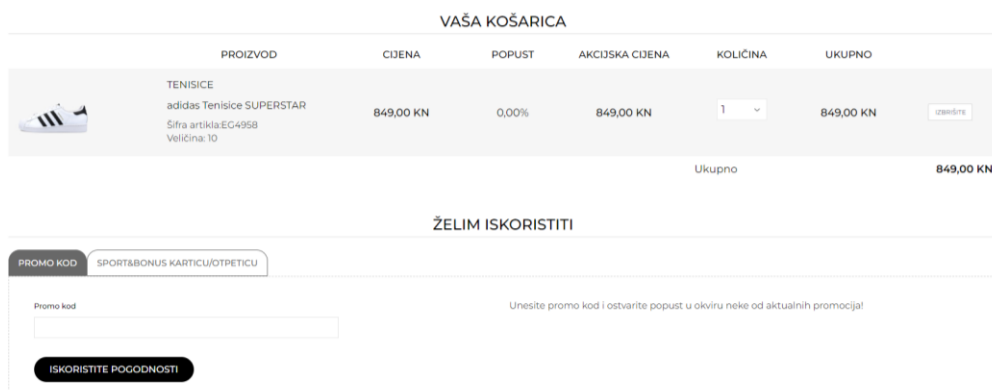 VAŠA KOŠARICA
PROIZVOD CIJENA POPUST AKCIJSKA CIJENA KOLIČINA UKUPNO
TENISICE
adidas Tenisice SUPERSTAR
Šifra artikla:EG4958
Veličina: 10
849,00 KN 0,00% 849,00 KN 1 849,00 KN IZBRIŠITE
Ukupno 849,00 KN
ŽELIM ISKORISTITI
PROMO KOD SPORT&BONUS KARTICU/OTPETICU
Promo kod
Unesite promo kod i ostvarite popust u okviru neke od aktualnih promocija!
ISKORISTITE POGODNOSTI